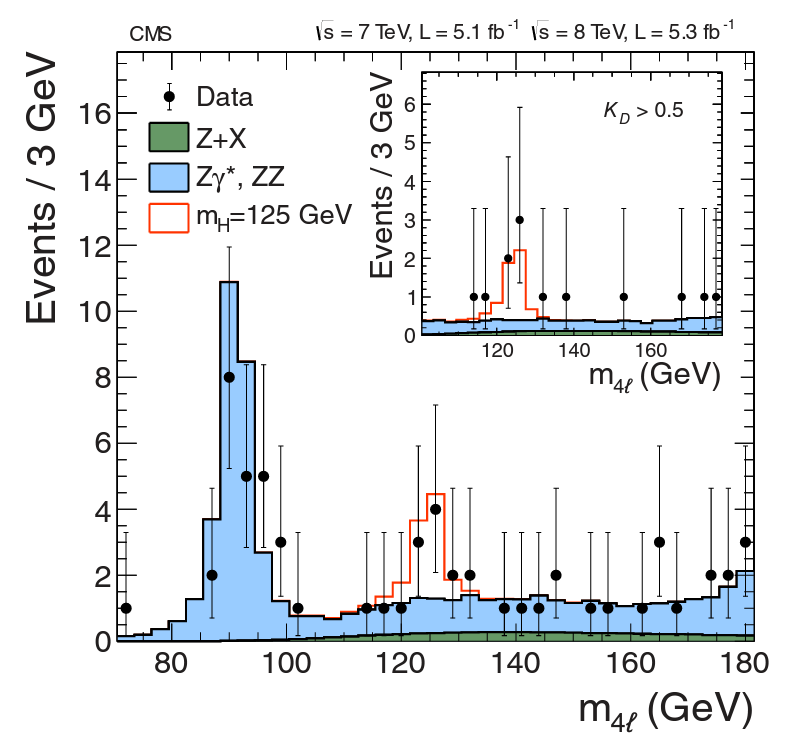 CMS √s = 7 TeV, L = 5.1 fb⁻¹ √s = 8 TeV, L = 5.3 fb⁻¹
Events / 3 GeV
16
14
12
10
8
6
4
2
0
Data
Z+X
Zγ*, ZZ
m_H=125 GeV
Events / 3 GeV
6
5
4
3
2
1
0
K_D > 0.5
120 140 160
m_4ℓ (GeV)
80 100 120 140 160 180
m_4ℓ (GeV)